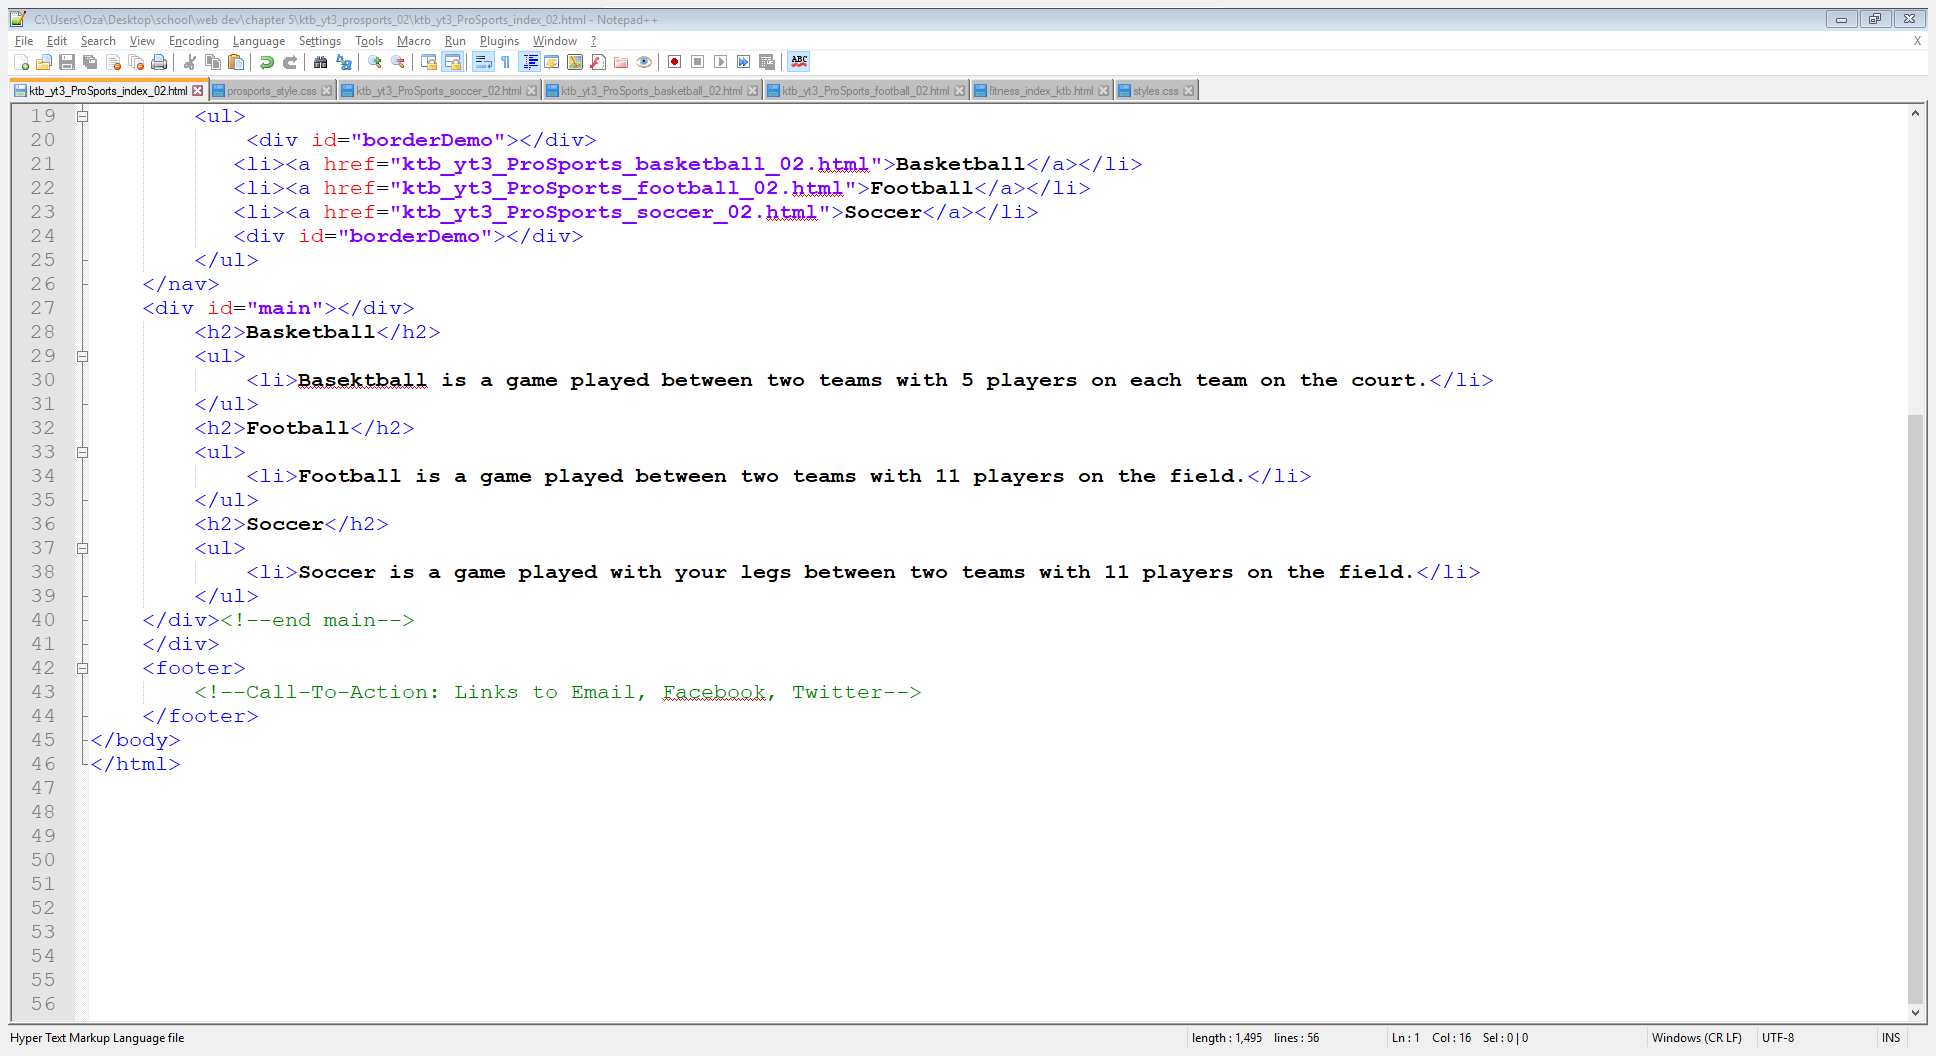 C:\Users\Oza\Desktop\school\web dev\chapter 5\ktb_yt3_prosports_02\ktb_yt3_ProSports_index_02.html - Notepad++
File Edit Search View Encoding Language Settings Tools Macro Run Plugins Window ? X
ABC
ktb_yt3_ProSports_index_02.html prosports_style.css ktb_yt3_ProSports_soccer_02.html ktb_yt3_ProSports_basketball_02.html ktb_yt3_ProSports_football_02.html fitness_index_ktb.html styles.css
19 <ul>
20 <div id="borderDemo"></div>
21 <li><a href="ktb_yt3_ProSports_basketball_02.html">Basketball</a></li>
22 <li><a href="ktb_yt3_ProSports_football_02.html">Football</a></li>
23 <li><a href="ktb_yt3_ProSports_soccer_02.html">Soccer</a></li>
24 <div id="borderDemo"></div>
25 </ul>
26 </nav>
27 <div id="main"></div>
28 <h2>Basketball</h2>
29 <ul>
30 <li>Basektball is a game played between two teams with 5 players on each team on the court.</li>
31 </ul>
32 <h2>Football</h2>
33 <ul>
34 <li>Football is a game played between two teams with 11 players on the field.</li>
35 </ul>
36 <h2>Soccer</h2>
37 <ul>
38 <li>Soccer is a game played with your legs between two teams with 11 players on the field.</li>
39 </ul>
40 </div><!--end main-->
41 </div>
42 <footer>
43 <!--Call-To-Action: Links to Email, Facebook, Twitter-->
44 </footer>
45 </body>
46 </html>
47
48
49
50
51
52
53
54
55
56
Hyper Text Markup Language file length : 1,495 lines : 56 Ln : 1 Col : 16 Sel : 0 | 0 Windows (CR LF) UTF-8 INS